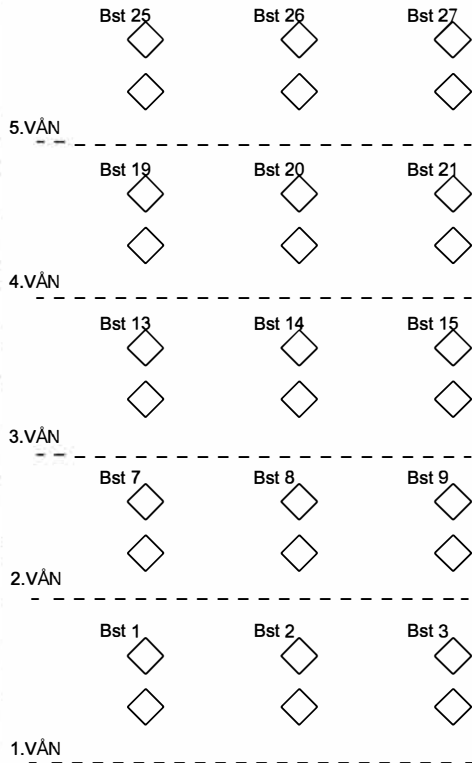 Bst 25 Bst 26 Bst 27
5.VÅN
Bst 19 Bst 20 Bst 21
4.VÅN
Bst 13 Bst 14 Bst 15
3.VÅN
Bst 7 Bst 8 Bst 9
2.VÅN
Bst 1 Bst 2 Bst 3
1.VÅN